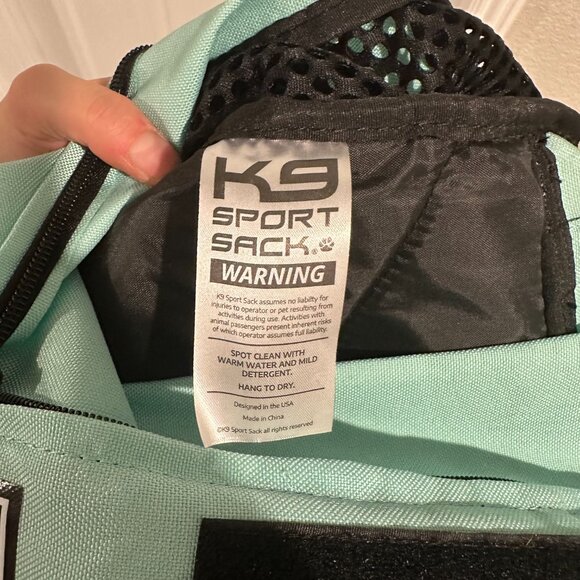 K9
SPORT
SACK®
WARNING
K9 Sport Sack assumes no liabilty for
injuries to operator or pet resulting from
activities during use. Activities with
animal passengers present inherent risks
of which operator assumes full liability.
SPOT CLEAN WITH
WARM WATER AND MILD
DETERGENT.
HANG TO DRY.
Designed in the USA
Made in China
©K9 Sport Sack all rights reserved